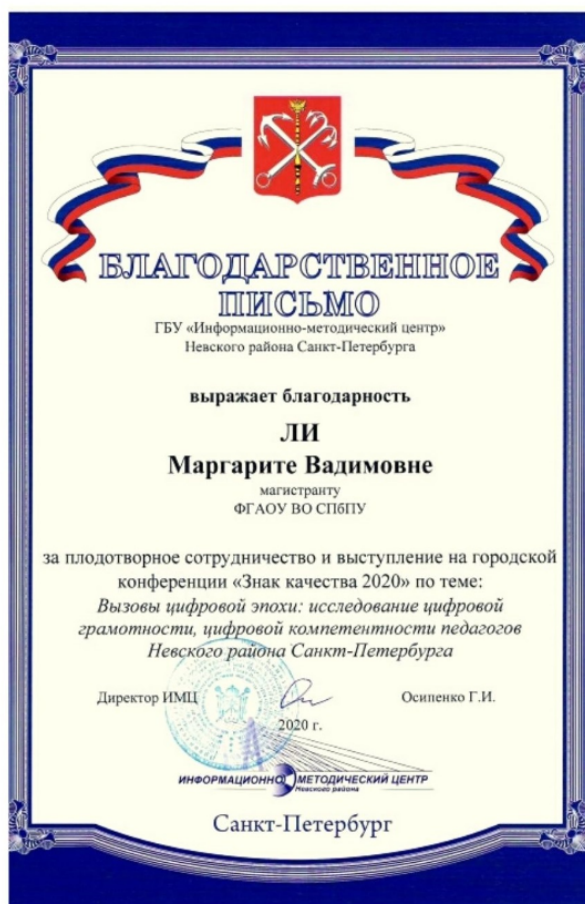 БЛАГОДАРСТВЕННОЕ
ПИСЬМО
ГБУ «Информационно-методический центр»
Невского района Санкт-Петербурга
выражает благодарность
ЛИ
Маргарите Вадимовне
магистранту
ФГАОУ ВО СПбПУ
за плодотворное сотрудничество и выступление на городской
конференции «Знак качества 2020» по теме:
Вызовы цифровой эпохи: исследование цифровой
грамотности, цифровой компетентности педагогов
Невского района Санкт-Петербурга
Директор ИМЦ Осипенко Г.И.
2020 г.
ИНФОРМАЦИОННО МЕТОДИЧЕСКИЙ ЦЕНТР
Невского района
Санкт-Петербург